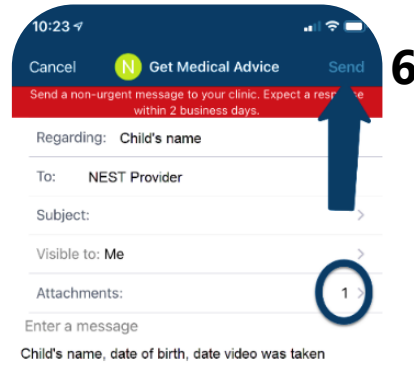 10:23
Cancel N Get Medical Advice Send 6
Send a non-urgent message to your clinic. Expect a
within 2 business days.
Regarding: Child's name
To: NEST Provider
Subject:
Visible to: Me
Attachments: 1
Enter a message
Child's name, date of birth, date video was taken